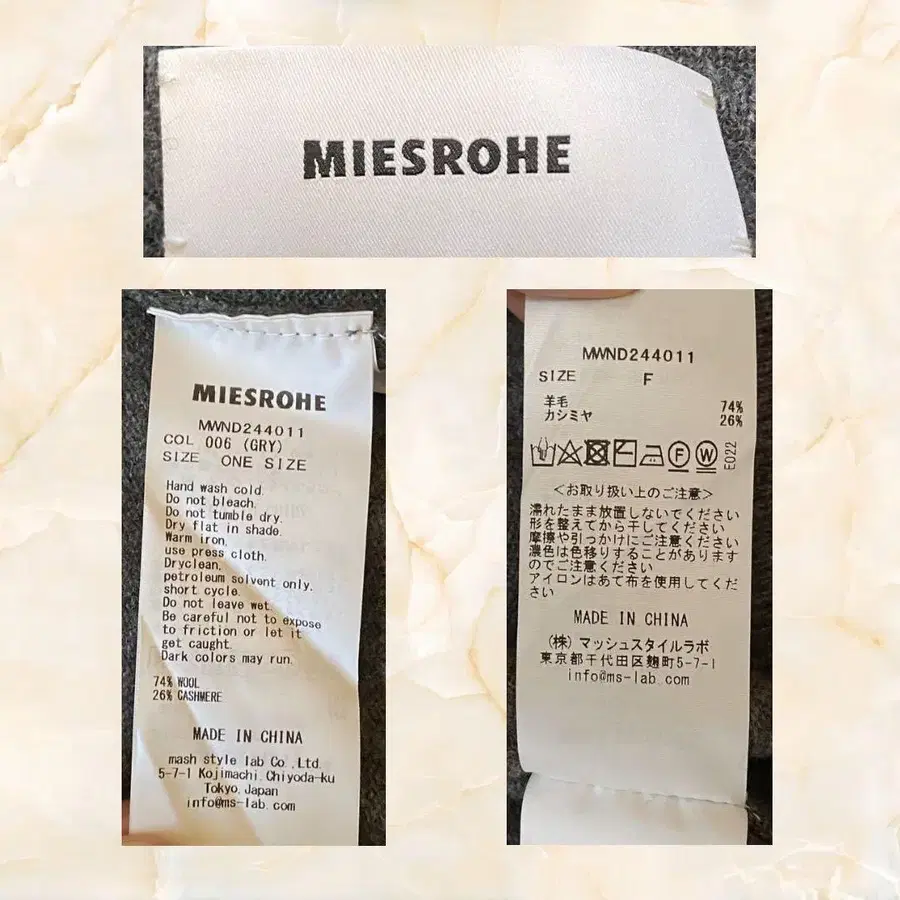 MIESROHE
MIESROHE
MWND244011
COL 006 (GRY)
SIZE ONE SIZE
Hand wash cold.
Do not bleach.
Do not tumble dry.
Dry flat in shade.
Warm iron,
use press cloth.
Dryclean,
petroleum solvent only,
short cycle.
Do not leave wet.
Be careful not to expose
to friction or let it
get caught.
Dark colors may run.
74% WOOL
26% CASHMERE
MADE IN CHINA
mash style lab Co.,Ltd.
5-7-1 Kojimachi.Chiyoda-ku
Tokyo,Japan
info@ms-lab.com
MWND244011
SIZE F
羊毛 74%
カシミヤ 26%
F W E022
<お取り扱い上のご注意>
濡れたまま放置しないでください
形を整えてから干してください
摩擦や引っかけにご注意ください
濃色は色移りすることがあります
のでご注意ください
アイロンはあて布を使用してくだ
さい
MADE IN CHINA
(株) マッシュスタイルラボ
東京都千代田区麹町5-7-1
info@ms-lab.com